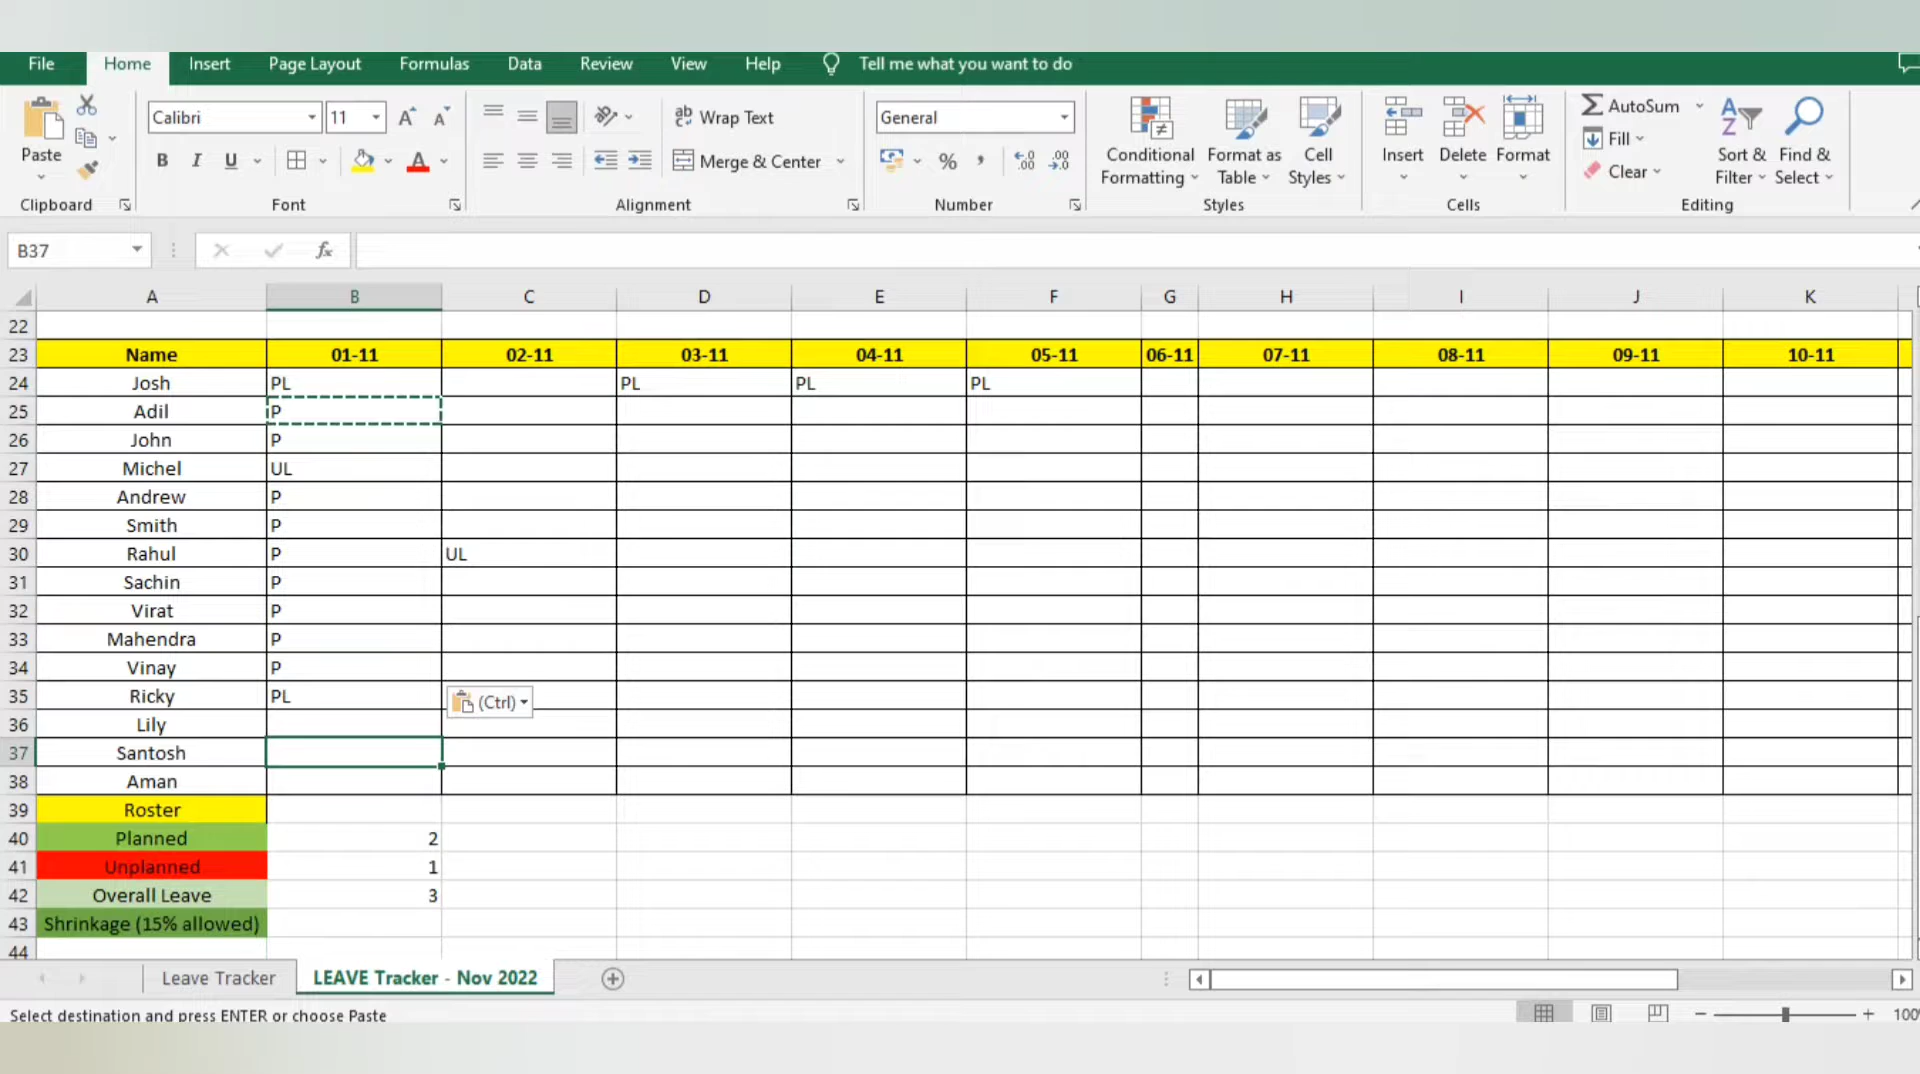 File Home Insert Page Layout Formulas Data Review View Help Tell me what you want to do
Calibri 11 Wrap Text General AutoSum
Paste Conditional Formatting Format as Table Cell Styles Insert Delete Format Fill Sort & Filter Find & Select
B I U Merge & Center % , Clear
Clipboard Font Alignment Number Styles Cells Editing
B37 fx
A B C D E F G H I J K
22
23 Name 01-11 02-11 03-11 04-11 05-11 06-11 07-11 08-11 09-11 10-11
24 Josh PL PL PL PL
25 Adil P
26 John P
27 Michel UL
28 Andrew P
29 Smith P
30 Rahul P UL
31 Sachin P
32 Virat P
33 Mahendra P
34 Vinay P
35 Ricky PL (Ctrl)
36 Lily
37 Santosh
38 Aman
39 Roster
40 Planned 2
41 Unplanned 1
42 Overall Leave 3
43 Shrinkage (15% allowed)
44
Leave Tracker LEAVE Tracker - Nov 2022
Select destination and press ENTER or choose Paste 100%